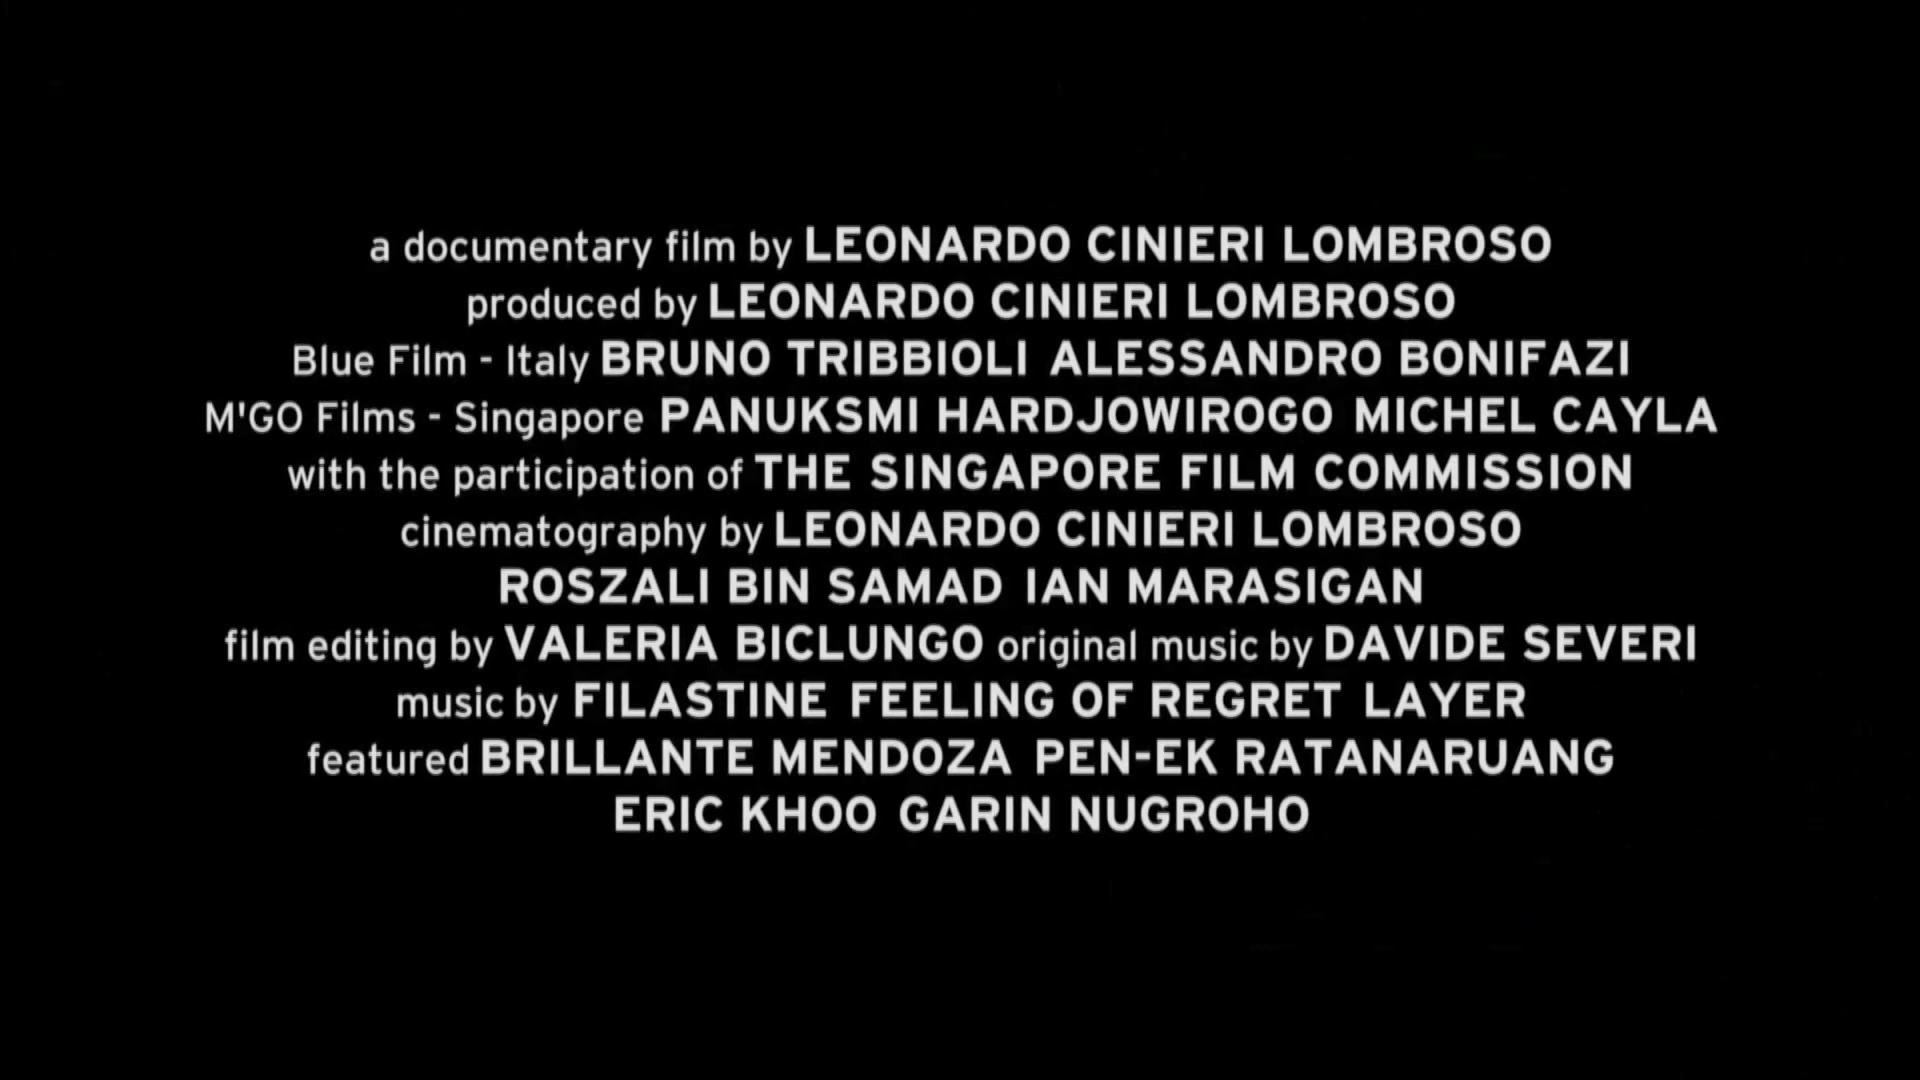 a documentary film by LEONARDO CINIERI LOMBROSO
produced by LEONARDO CINIERI LOMBROSO
Blue Film - Italy BRUNO TRIBBIOLI ALESSANDRO BONIFAZI
M'GO Films - Singapore PANUKSMI HARDJOWIROGO MICHEL CAYLA
with the participation of THE SINGAPORE FILM COMMISSION
cinematography by LEONARDO CINIERI LOMBROSO
ROSZALI BIN SAMAD IAN MARASIGAN
film editing by VALERIA BICLUNGO original music by DAVIDE SEVERI
music by FILASTINE FEELING OF REGRET LAYER
featured BRILLANTE MENDOZA PEN-EK RATANARUANG
ERIC KHOO GARIN NUGROHO